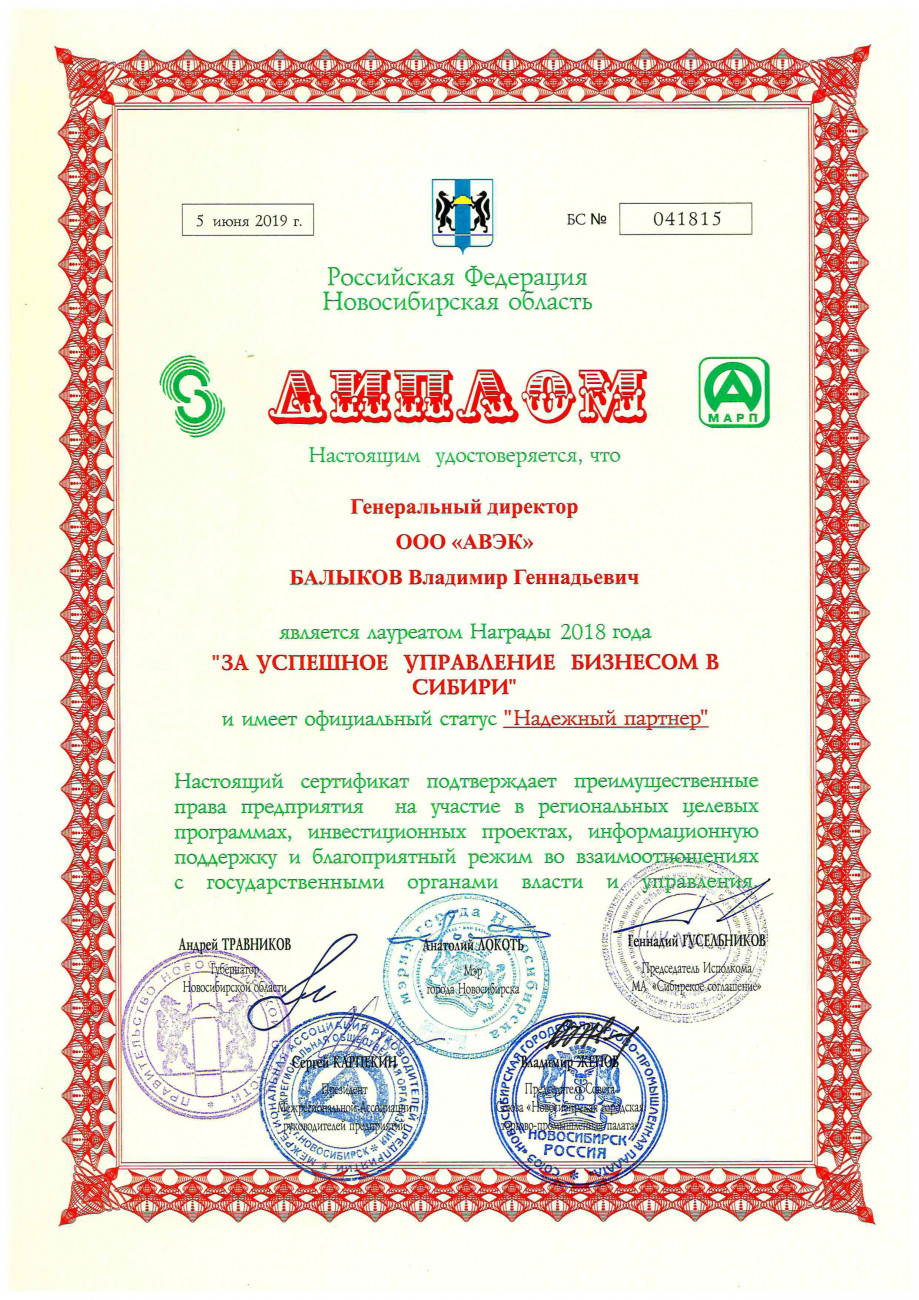 5 июня 2019 г.
БС № 041815
Российская Федерация
Новосибирская область
ДИПЛОМ
МАРП
Настоящим удостоверяется, что
Генеральный директор
ООО «АВЭК»
БАЛЫКОВ Владимир Геннадьевич
является лауреатом Награды 2018 года
"ЗА УСПЕШНОЕ УПРАВЛЕНИЕ БИЗНЕСОМ В
СИБИРИ"
и имеет официальный статус "Надежный партнер"
Настоящий сертификат подтверждает преимущественные
права предприятия на участие в региональных целевых
программах, инвестиционных проектах, информационную
поддержку и благоприятный режим во взаимоотношениях
с государственными органами власти и управления.
Андрей ТРАВНИКОВ
Губернатор
Новосибирской области
Анатолий ЛОКОТЬ
Мэр
города Новосибирска
Геннадий ГУСЕЛЬНИКОВ
Председатель Исполкома
МА «Сибирское соглашение»
Сергей КАРПЕКИН
Президент
Межрегиональной Ассоциации
руководителей предприятий
Владимир ЖЕНОВ
Председатель Совета
Союза «Новосибирская городская
торгово-промышленная палата»
ПРАВИТЕЛЬСТВО НОВОСИБИРСКОЙ ОБЛАСТИ
Мэрия города Новосибирска
МЕЖРЕГИОНАЛЬНАЯ АССОЦИАЦИЯ РУКОВОДИТЕЛЕЙ ПРЕДПРИЯТИЙ
г.НОВОСИБИРСК
СОЮЗ «НОВОСИБИРСКАЯ ГОРОДСКАЯ ТОРГОВО-ПРОМЫШЛЕННАЯ ПАЛАТА»
НОВОСИБИРСК
РОССИЯ